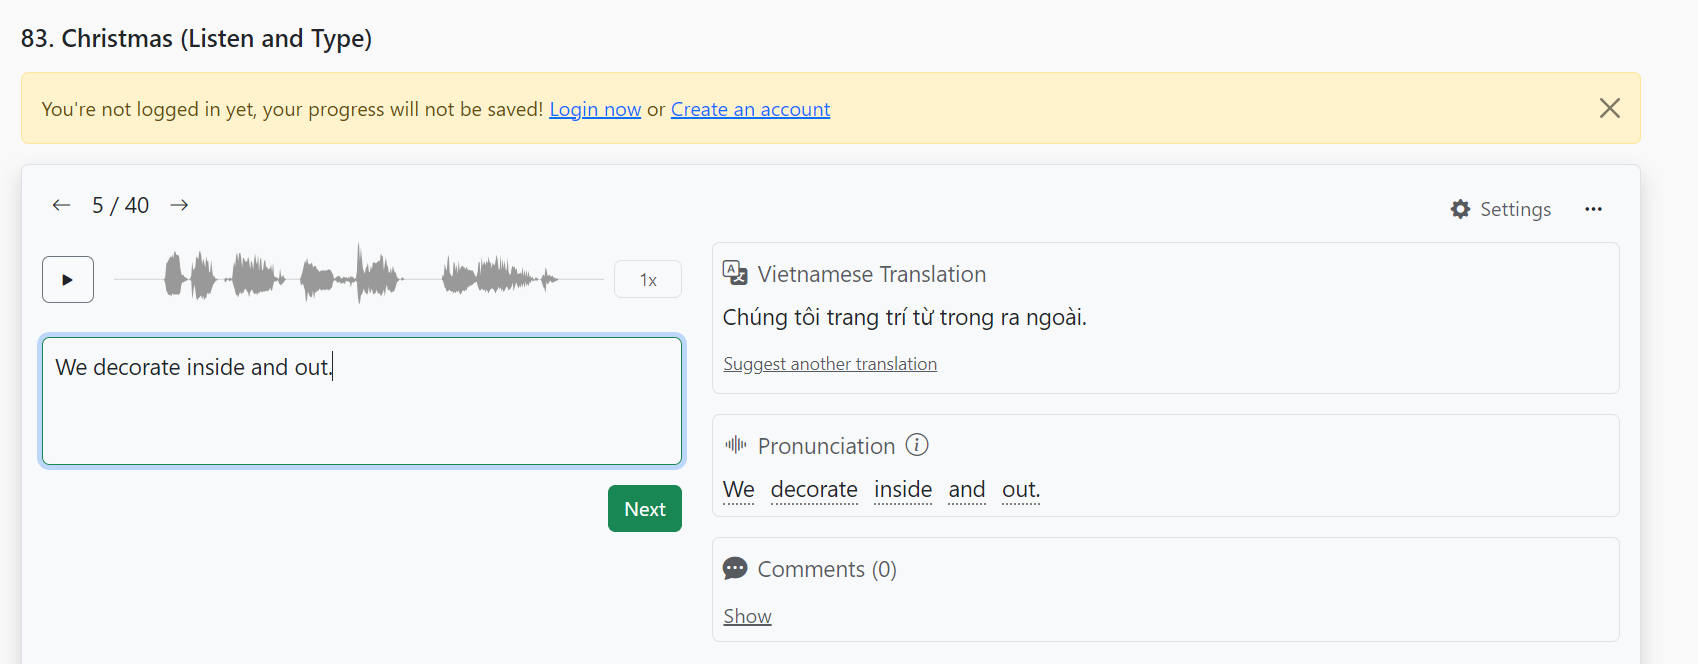 83. Christmas (Listen and Type)
You're not logged in yet, your progress will not be saved! Login now or Create an account
5 / 40
Settings
1x
We decorate inside and out.
Next
Vietnamese Translation
Chúng tôi trang trí từ trong ra ngoài.
Suggest another translation
Pronunciation
We decorate inside and out.
Comments (0)
Show